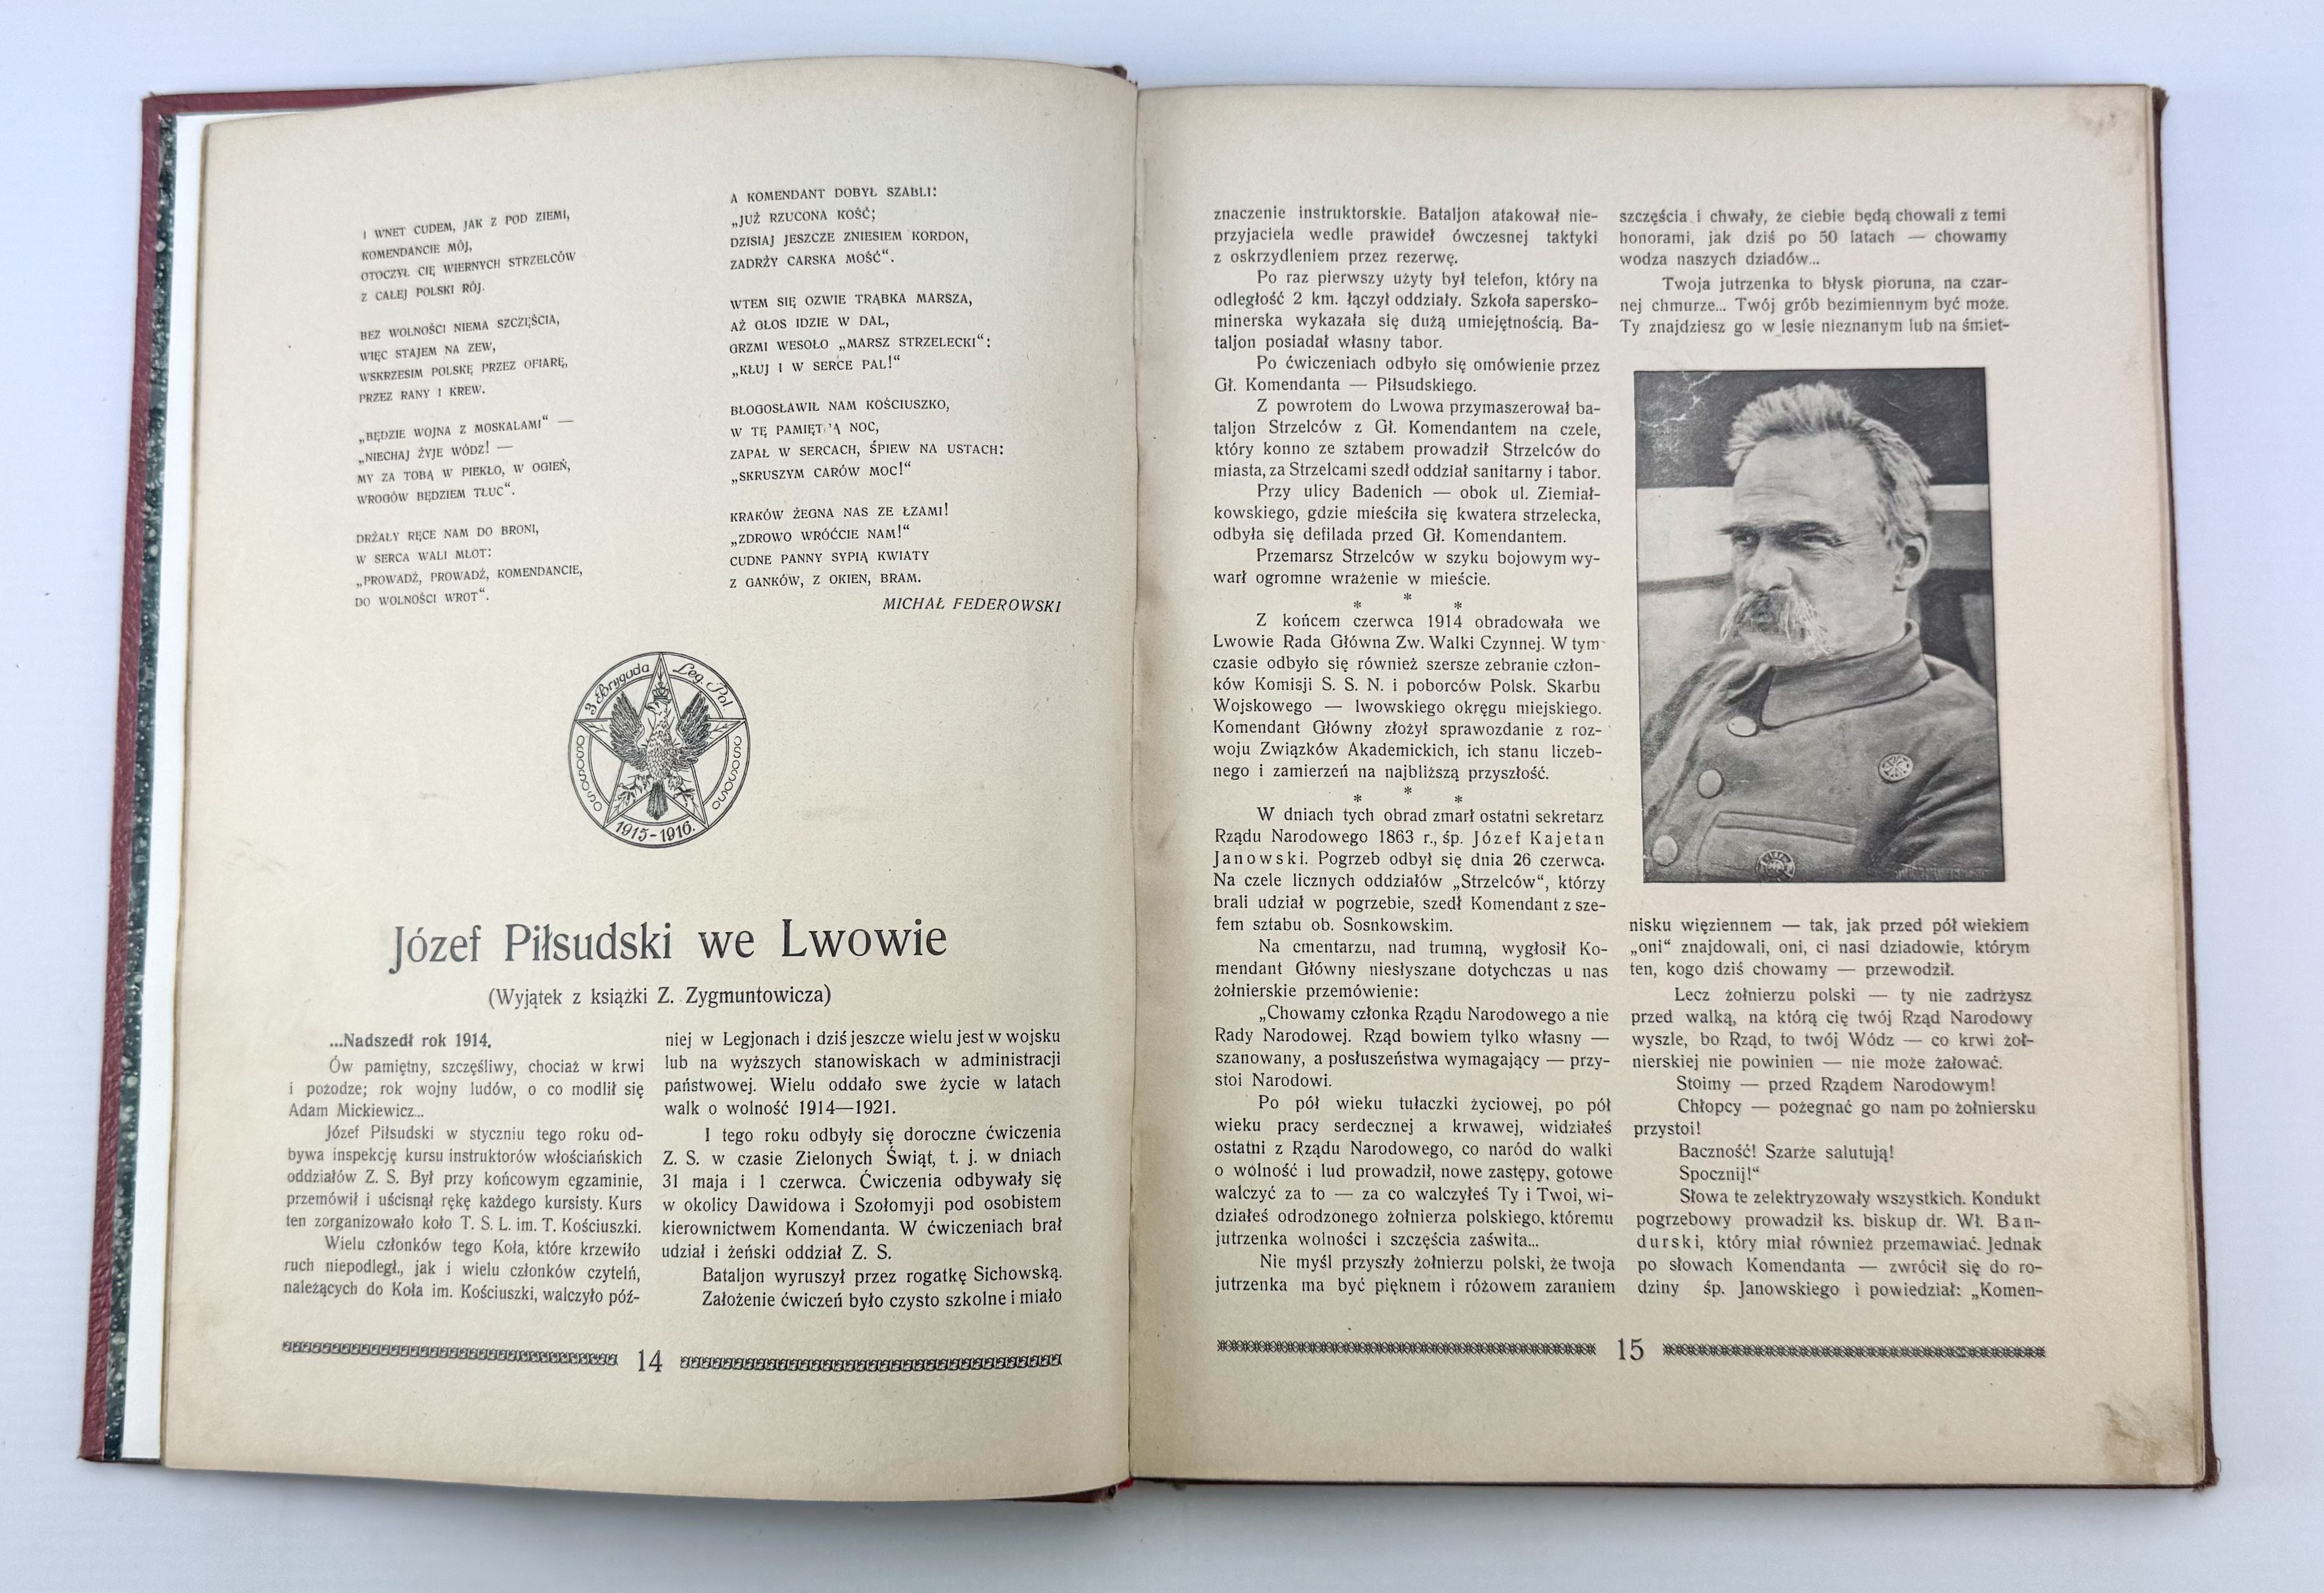 I WNET CUDEM, JAK Z POD ZIEMI,
KOMENDANCIE MÓJ,
OTOCZYŁ CIĘ WIERNYCH STRZELCÓW
Z CAŁEJ POLSKI RÓJ.
BEZ WOLNOŚCI NIEMA SZCZĘŚCIA,
WIĘC STAJEM NA ZEW,
WSKRZESIM POLSKĘ PRZEZ OFIARĘ,
PRZEZ RANY I KREW.
„BĘDZIE WOJNA Z MOSKALAMI“ —
„NIECHAJ ŻYJE WÓDZ! —
MY ZA TOBĄ W PIEKŁO, W OGIEŃ,
WROGÓW BĘDZIEM TŁUC“.
DRŻAŁY RĘCE NAM DO BRONI,
W SERCA WALI MŁOT:
„PROWADŹ, PROWADŹ, KOMENDANCIE,
DO WOLNOŚCI WROT“.
A KOMENDANT DOBYŁ SZABLI:
„JUŻ RZUCONA KOŚĆ;
DZISIAJ JESZCZE ZNIESIEM KORDON,
ZADRŻY CARSKA MOŚĆ“.
WTEM SIĘ OZWIE TRĄBKA MARSZA,
AŻ GŁOS IDZIE W DAL,
GRZMI WESOŁO „MARSZ STRZELECKI“:
„KŁUJ I W SERCE PAL!“
BŁOGOSŁAWIŁ NAM KOŚCIUSZKO,
W TĘ NOC,
ZAPAŁ W SERCACH, ŚPIEW NA USTACH:
„SKRUSZYM CARÓW MOC!“
KRAKÓW ŻEGNA NAS ZE ŁZAMI!
„ZDROWO WRÓĆCIE NAM!“
CUDNE PANNY SYPIĄ KWIATY
Z GANKÓW, Z OKIEN, BRAM.
MICHAŁ FEDEROWSKI
3 Brygada Leg. Pol.
1915-1916.
Józef Piłsudski we Lwowie
(Wyjątek z książki Z. Zygmuntowicza)
...Nadszedł rok 1914.
Ów pamiętny, szczęśliwy, chociaż w krwi
i pożodze; rok wojny ludów, o co modlił się
Adam Mickiewicz...
Józef Piłsudski w styczniu tego roku od-
bywa inspekcję kursu instruktorów włościańskich
oddziałów Z. S. Był przy końcowym egzaminie,
przemówił i uścisnął rękę każdego kursisty. Kurs
ten zorganizowało koło T. S. L. im. T. Kościuszki.
Wielu członków tego Koła, które krzewiło
ruch niepodległ., jak i wielu członków czyteln,
należących do Koła im. Kościuszki, walczyło póź-
niej w Legjonach i dziś jeszcze wielu jest w wojsku
lub na wyższych stanowiskach w administracji
państwowej. Wielu oddało swe życie w latach
walk o wolność 1914—1921.
I tego roku odbyły się doroczne ćwiczenia
Z. S. w czasie Zielonych Świąt, t. j. w dniach
31 maja i 1 czerwca. Ćwiczenia odbywały się
w okolicy Dawidowa i Szołomyji pod osobistem
kierownictwem Komendanta. W ćwiczeniach brał
udział i żeński oddział Z. S.
Bataljon wyruszył przez rogatkę Sichowską.
Założenie ćwiczeń było czysto szkolne i miało
14
znaczenie instruktorskie. Bataljon atakował nie-
przyjaciela wedle prawideł ówczesnej taktyki
z oskrzydleniem przez rezerwę.
Po raz pierwszy użyty był telefon, który na
odległość 2 km. łączył oddziały. Szkoła sapersko-
minerska wykazała się dużą umiejętnością. Ba-
taljon posiadał własny tabor.
Po ćwiczeniach odbyło się omówienie przez
Gł. Komendanta — Piłsudskiego.
Z powrotem do Lwowa przymaszerował ba-
taljon Strzelców z Gł. Komendantem na czele,
który konno ze sztabem prowadził Strzelców do
miasta, za Strzelcami szedł oddział sanitarny i tabor.
Przy ulicy Badenich — obok ul. Ziemiał-
kowskiego, gdzie mieściła się kwatera strzelecka,
odbyła się defilada przed Gł. Komendantem.
Przemarsz Strzelców w szyku bojowym wy-
warł ogromne wrażenie w mieście.
* * *
Z końcem czerwca 1914 obradowała we
Lwowie Rada Główna Zw. Walki Czynnej. W tym
czasie odbyło się również szersze zebranie człon-
ków Komisji S. S. N. i poborców Polsk. Skarbu
Wojskowego — lwowskiego okręgu miejskiego.
Komendant Główny złożył sprawozdanie z roz-
woju Związków Akademickich, ich stanu liczeb-
nego i zamierzeń na najbliższą przyszłość.
* * *
W dniach tych obrad zmarł ostatni sekretarz
Rządu Narodowego 1863 r., śp. Józef Kajetan
Janowski. Pogrzeb odbył się dnia 26 czerwca.
Na czele licznych oddziałów „Strzelców“, którzy
brali udział w pogrzebie, szedł Komendant z sze-
fem sztabu ob. Sosnkowskim.
Na cmentarzu, nad trumną, wygłosił Ko-
mendant Główny niesłyszane dotychczas u nas
żołnierskie przemówienie:
„Chowamy członka Rządu Narodowego a nie
Rady Narodowej. Rząd bowiem tylko własny —
szanowany, a posłuszeństwa wymagający — przy-
stoi Narodowi.
Po pół wieku tułaczki życiowej, po pół
wieku pracy serdecznej a krwawej, widziałeś
ostatni z Rządu Narodowego, co naród do walki
o wolność i lud prowadził, nowe zastępy, gotowe
walczyć za to — za co walczyłeś Ty i Twoi, wi-
działeś odrodzonego żołnierza polskiego, któremu
jutrzenka wolności i szczęścia zaświta...
Nie myśl przyszły żołnierzu polski, że twoja
jutrzenka ma być pięknem i różowem zaraniem
szczęścia i chwały, że ciebie będą chowali z temi
honorami, jak dziś po 50 latach — chowamy
wodza naszych dziadów...
Twoja jutrzenka to błysk pioruna, na czar-
nej chmurze... Twój grób bezimiennym być może.
Ty znajdziesz go w lesie nieznanym lub na śmiet-
nisku więziennem — tak, jak przed pół wiekiem
„oni“ znajdowali, oni, ci nasi dziadowie, którym
ten, kogo dziś chowamy — przewodził.
Lecz żołnierzu polski — ty nie zadrżysz
przed walką, na którą cię twój Rząd Narodowy
wyszle, bo Rząd, to twój Wódz — co krwi żoł-
nierskiej nie powinien — nie może żałować.
Stoimy — przed Rządem Narodowym!
Chłopcy — pożegnać go nam po żołniersku
przystoi!
Baczność! Szarże salutują!
Spocznij!“
Słowa te zelektryzowały wszystkich. Kondukt
pogrzebowy prowadził ks. biskup dr. Wł. Ban-
durski, który miał również przemawiać. Jednak
po słowach Komendanta — zwrócił się do ro-
dziny śp. Janowskiego i powiedział: „Komen-
15